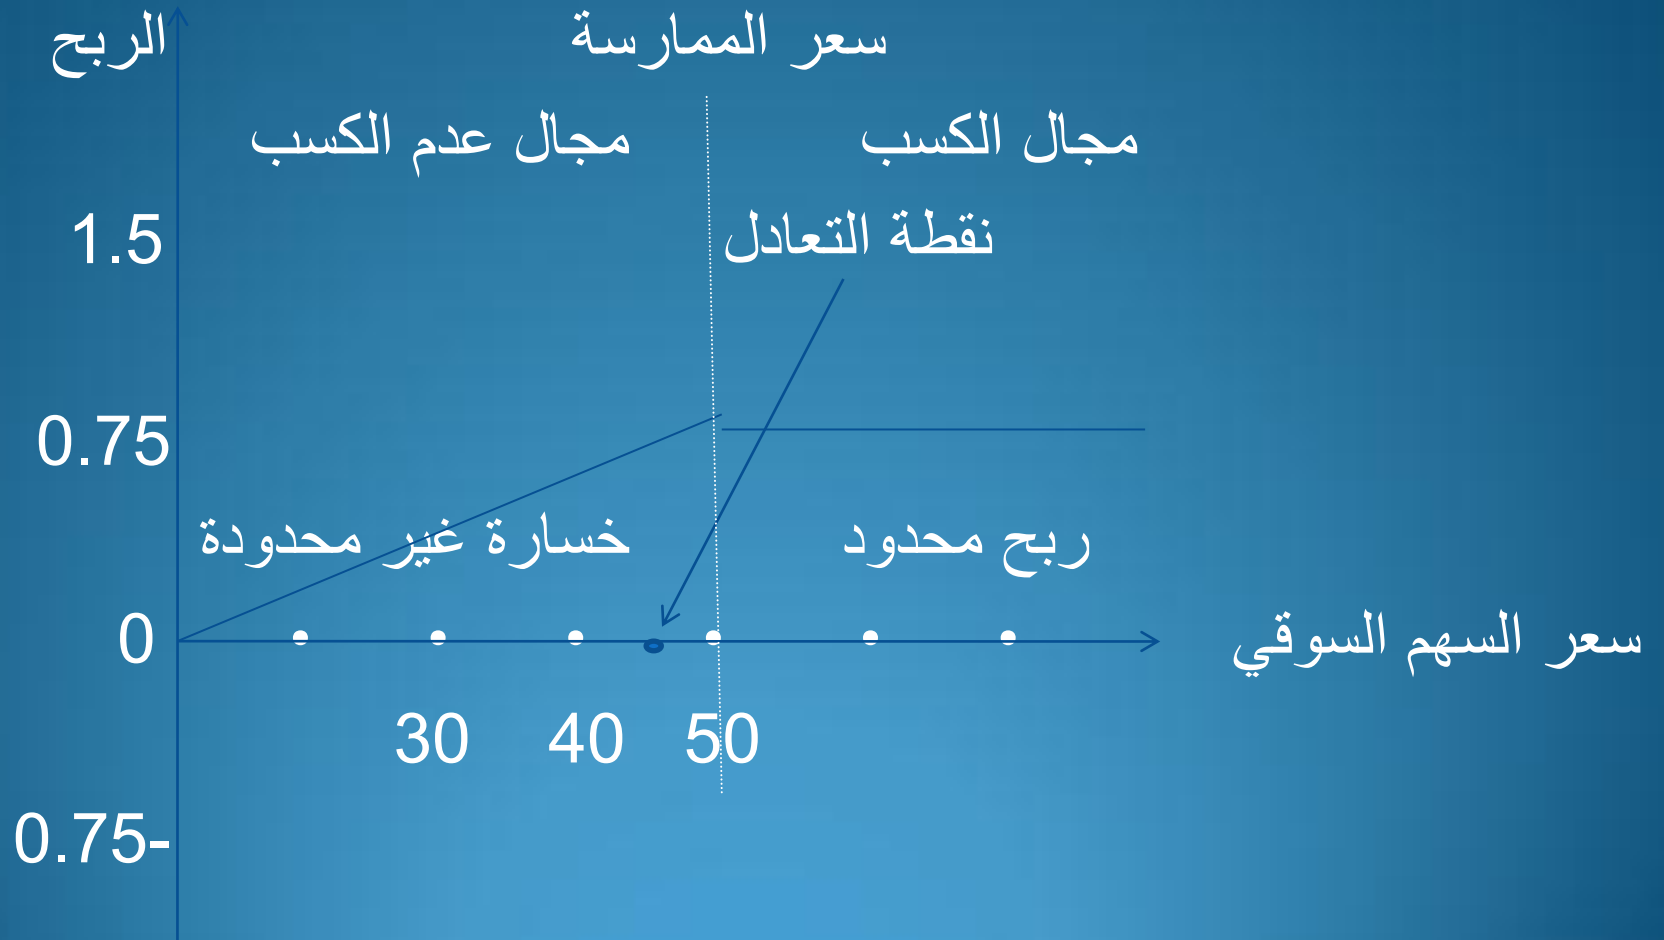 الربح
سعر الممارسة
مجال الكسب
مجال عدم الكسب
1.5
نقطة التعادل
0.75
ربح محدود
خسارة غير محدودة
0
سعر السهم السوقي
30 40 50
0.75-